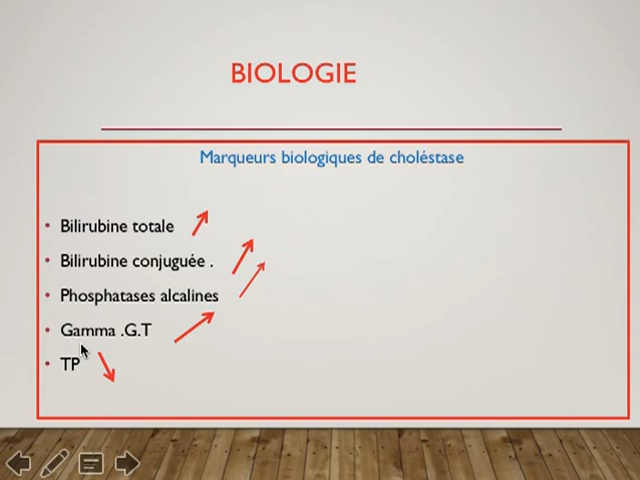 BIOLOGIE
Marqueurs biologiques de choléstase
• Bilirubine totale
• Bilirubine conjuguée .
• Phosphatases alcalines
• Gamma .G.T
• TP